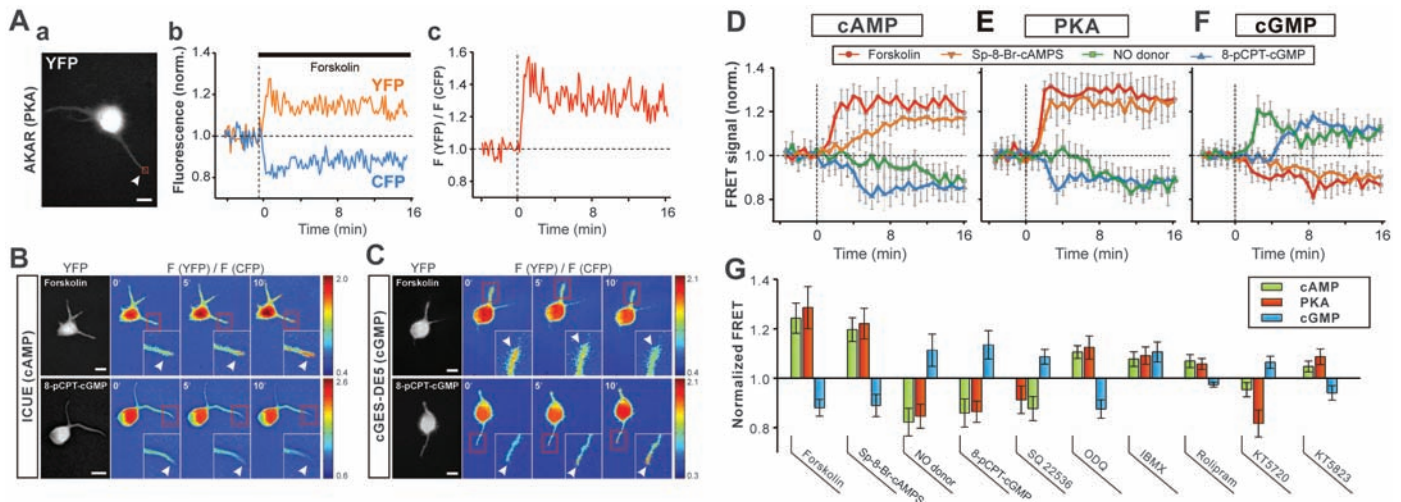 A
a
YFP
AKAR (PKA)
b
Fluorescence (norm.)
1.4
1.2
1.0
0.8
Forskolin
YFP
CFP
0
8
16
Time (min)
c
F (YFP) / F (CFP)
1.6
1.4
1.2
1.0
0.8
0
8
16
Time (min)
B
ICUE (cAMP)
YFP
F (YFP) / F (CFP)
Forskolin
0'
5'
10'
2.0
0.4
8-pCPT-cGMP
0'
5'
10'
2.6
0.6
C
cGES-DE5 (cGMP)
YFP
F (YFP) / F (CFP)
Forskolin
0'
5'
10'
2.0
0.4
8-pCPT-cGMP
0'
5'
10'
2.1
0.3
D
cAMP
E
PKA
F
cGMP
Forskolin
Sp-8-Br-cAMPS
NO donor
8-pCPT-cGMP
FRET signal (norm.)
1.4
1.2
1.0
0.8
0
8
16
Time (min)
0
8
16
Time (min)
0
8
16
Time (min)
G
Normalized FRET
1.4
1.2
1.0
0.8
cAMP
PKA
cGMP
Forskolin
Sp-8-Br-cAMPS
NO donor
8-pCPT-cGMP
SQ 22536
ODQ
IBMX
Rolipram
KT5720
KT5823